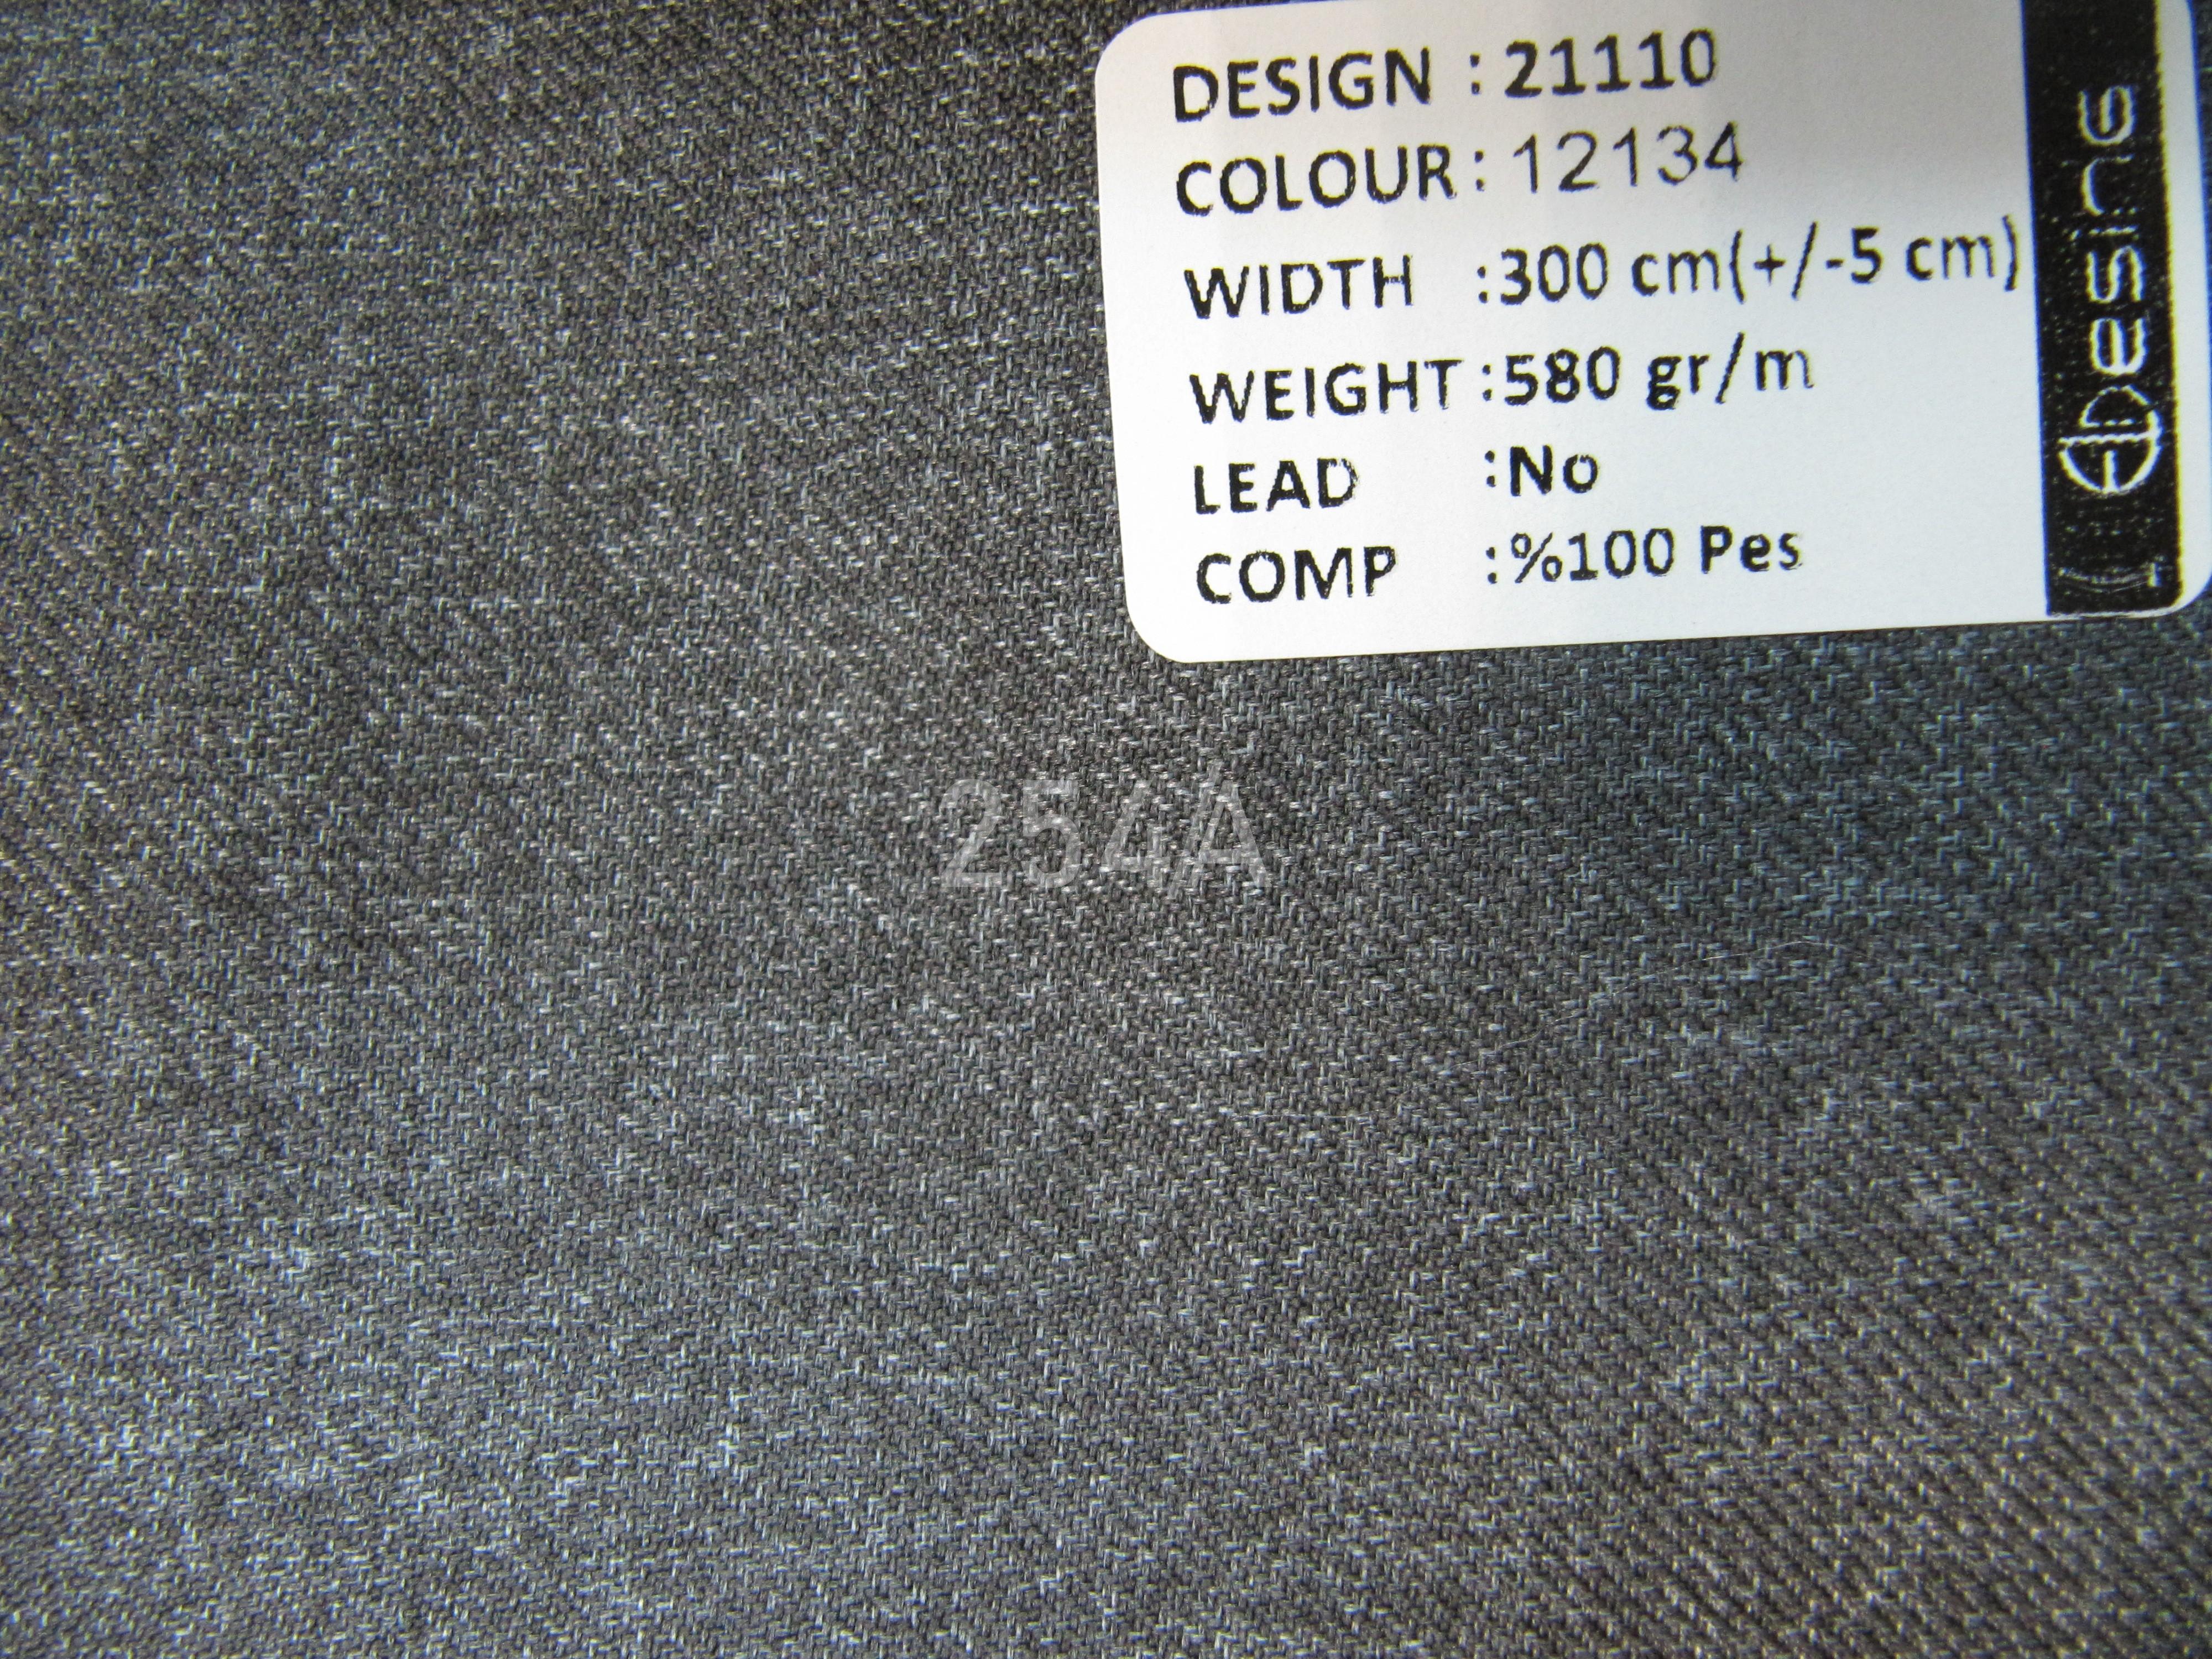 DESIGN : 21110
COLOUR : 12134
WIDTH :300 cm(+/-5 cm)
WEIGHT :580 gr/m
LEAD :No
COMP :%100 Pes
Desing
254A